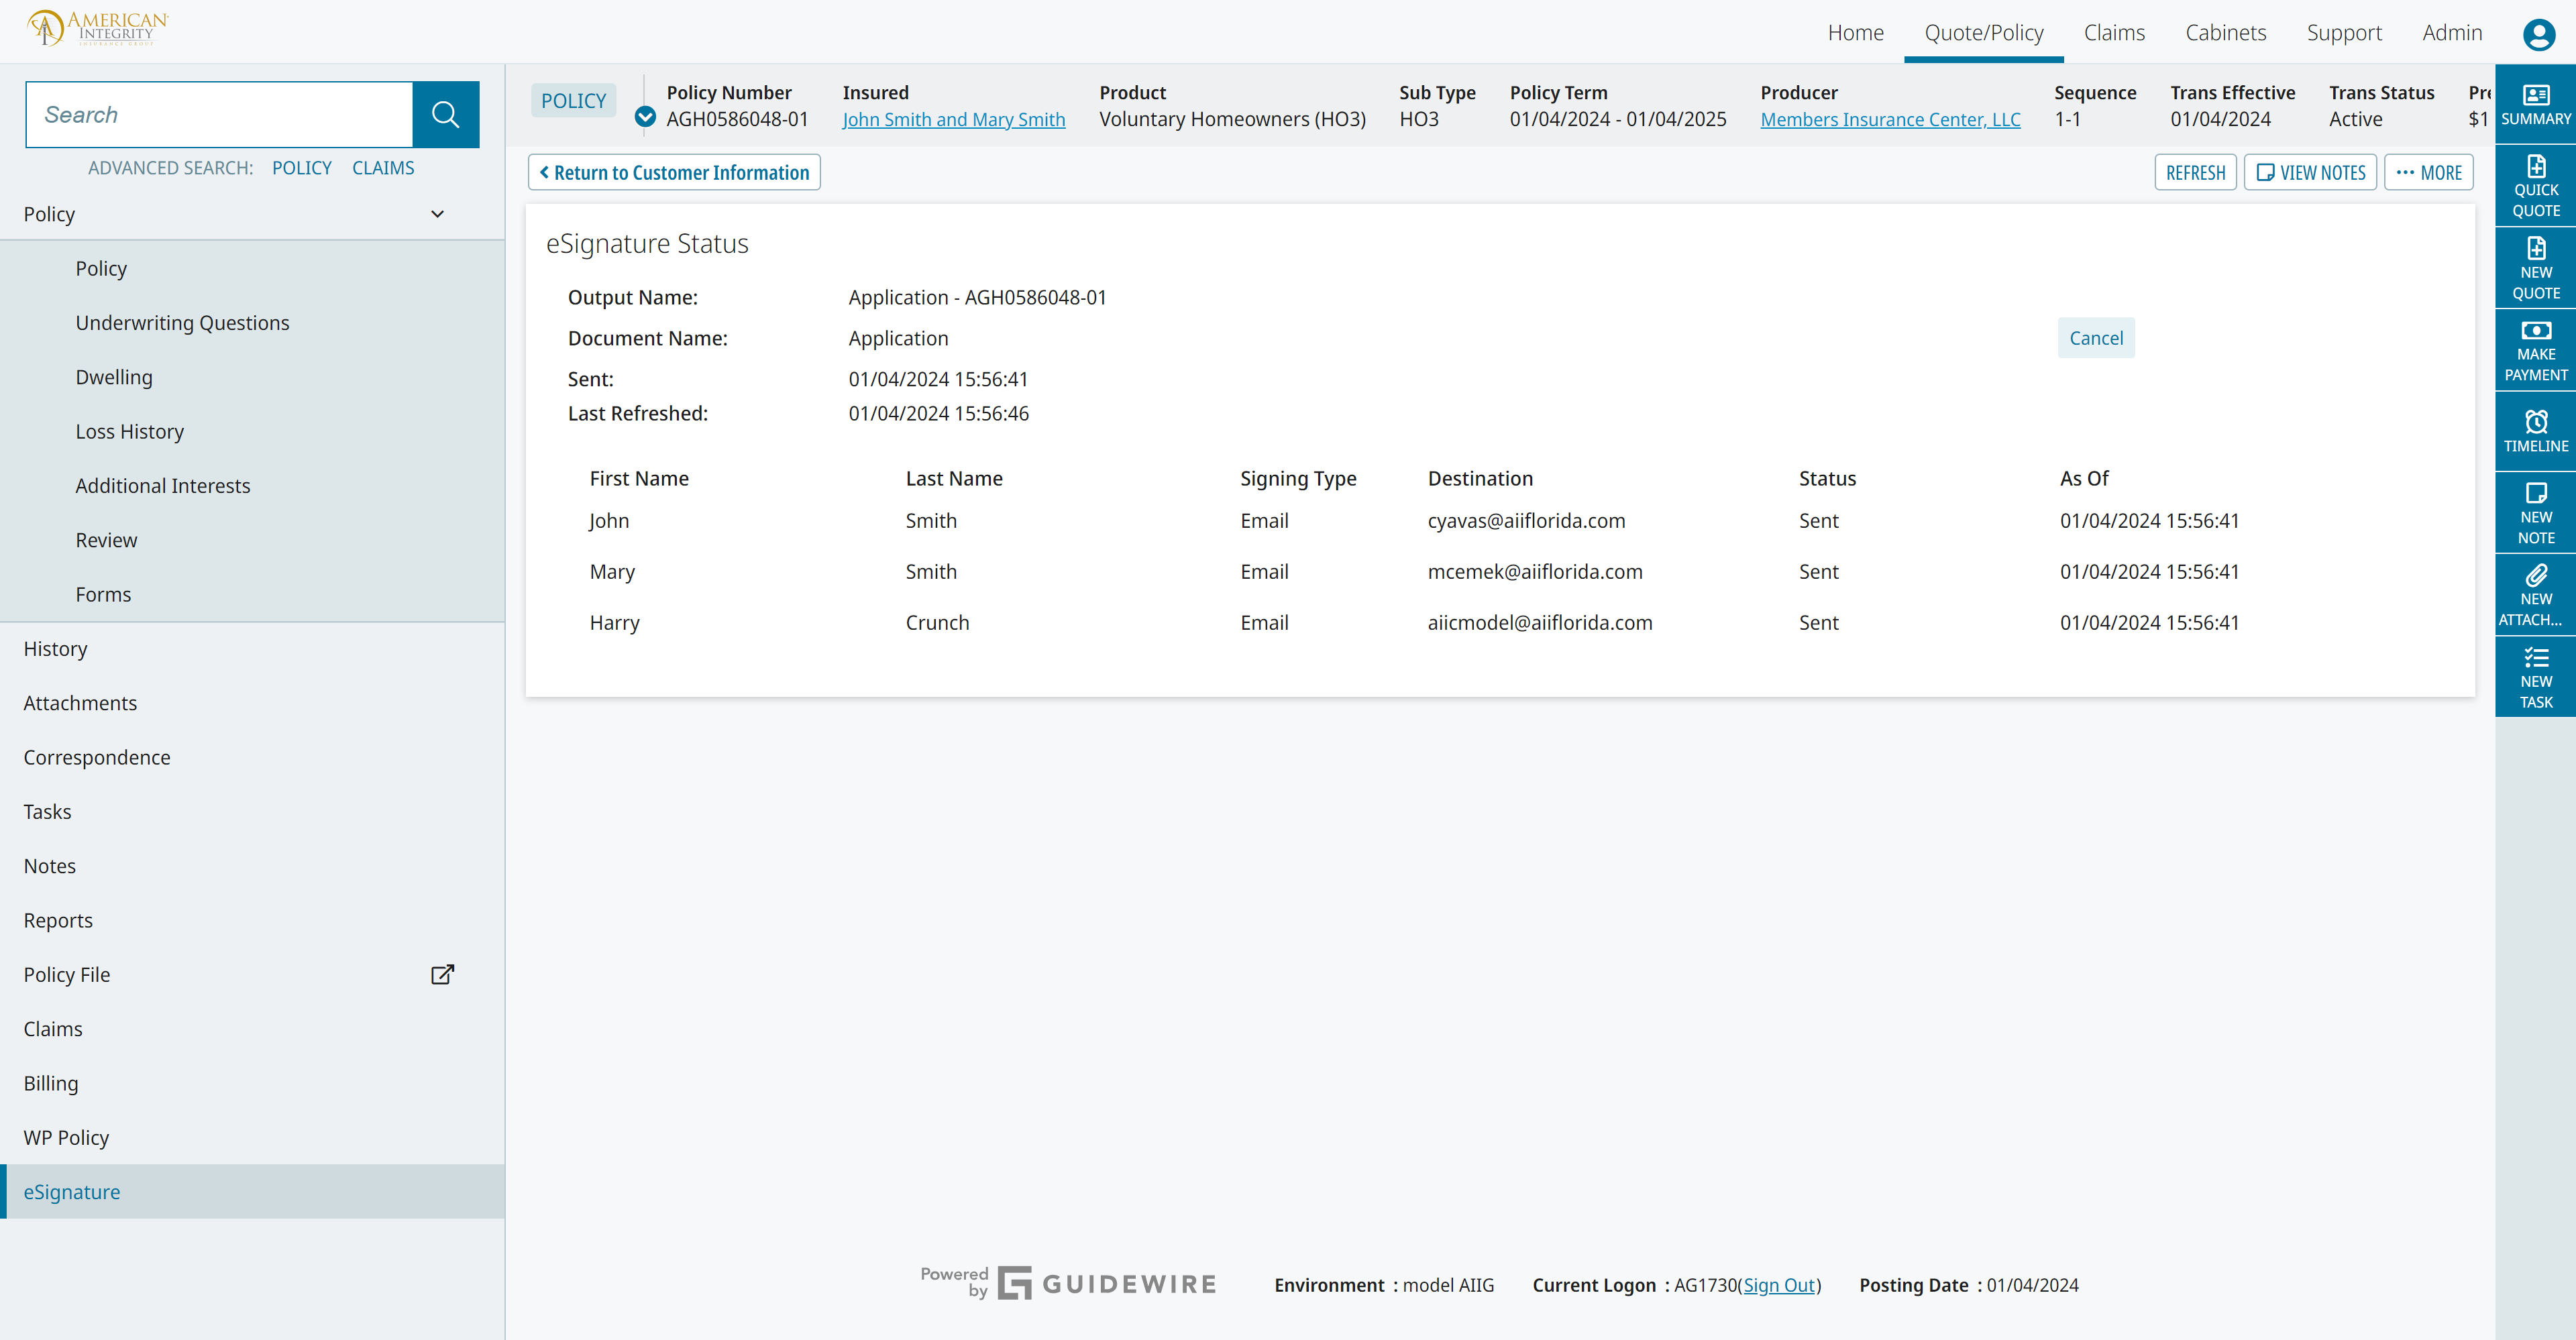 AMERICAN
INTEGRITY
INSURANCE GROUP
Home Quote/Policy Claims Cabinets Support Admin
Search
ADVANCED SEARCH: POLICY CLAIMS
Policy
Policy
Underwriting Questions
Dwelling
Loss History
Additional Interests
Review
Forms
History
Attachments
Correspondence
Tasks
Notes
Reports
Policy File
Claims
Billing
WP Policy
eSignature
POLICY
Policy Number Insured Product Sub Type Policy Term Producer Sequence Trans Effective Trans Status Pre
AGH0586048-01 John Smith and Mary Smith Voluntary Homeowners (HO3) HO3 01/04/2024 - 01/04/2025 Members Insurance Center, LLC 1-1 01/04/2024 Active $1
Return to Customer Information REFRESH VIEW NOTES ··· MORE
eSignature Status
Output Name: Application - AGH0586048-01
Document Name: Application Cancel
Sent: 01/04/2024 15:56:41
Last Refreshed: 01/04/2024 15:56:46
First Name Last Name Signing Type Destination Status As Of
John Smith Email cyavas@aiiflorida.com Sent 01/04/2024 15:56:41
Mary Smith Email mcemek@aiiflorida.com Sent 01/04/2024 15:56:41
Harry Crunch Email aiicmodel@aiiflorida.com Sent 01/04/2024 15:56:41
SUMMARY
QUICK
QUOTE
NEW
QUOTE
MAKE
PAYMENT
TIMELINE
NEW
NOTE
NEW
ATTACH...
NEW
TASK
Powered
by GUIDEWIRE Environment : model AIIG Current Logon : AG1730(Sign Out) Posting Date : 01/04/2024